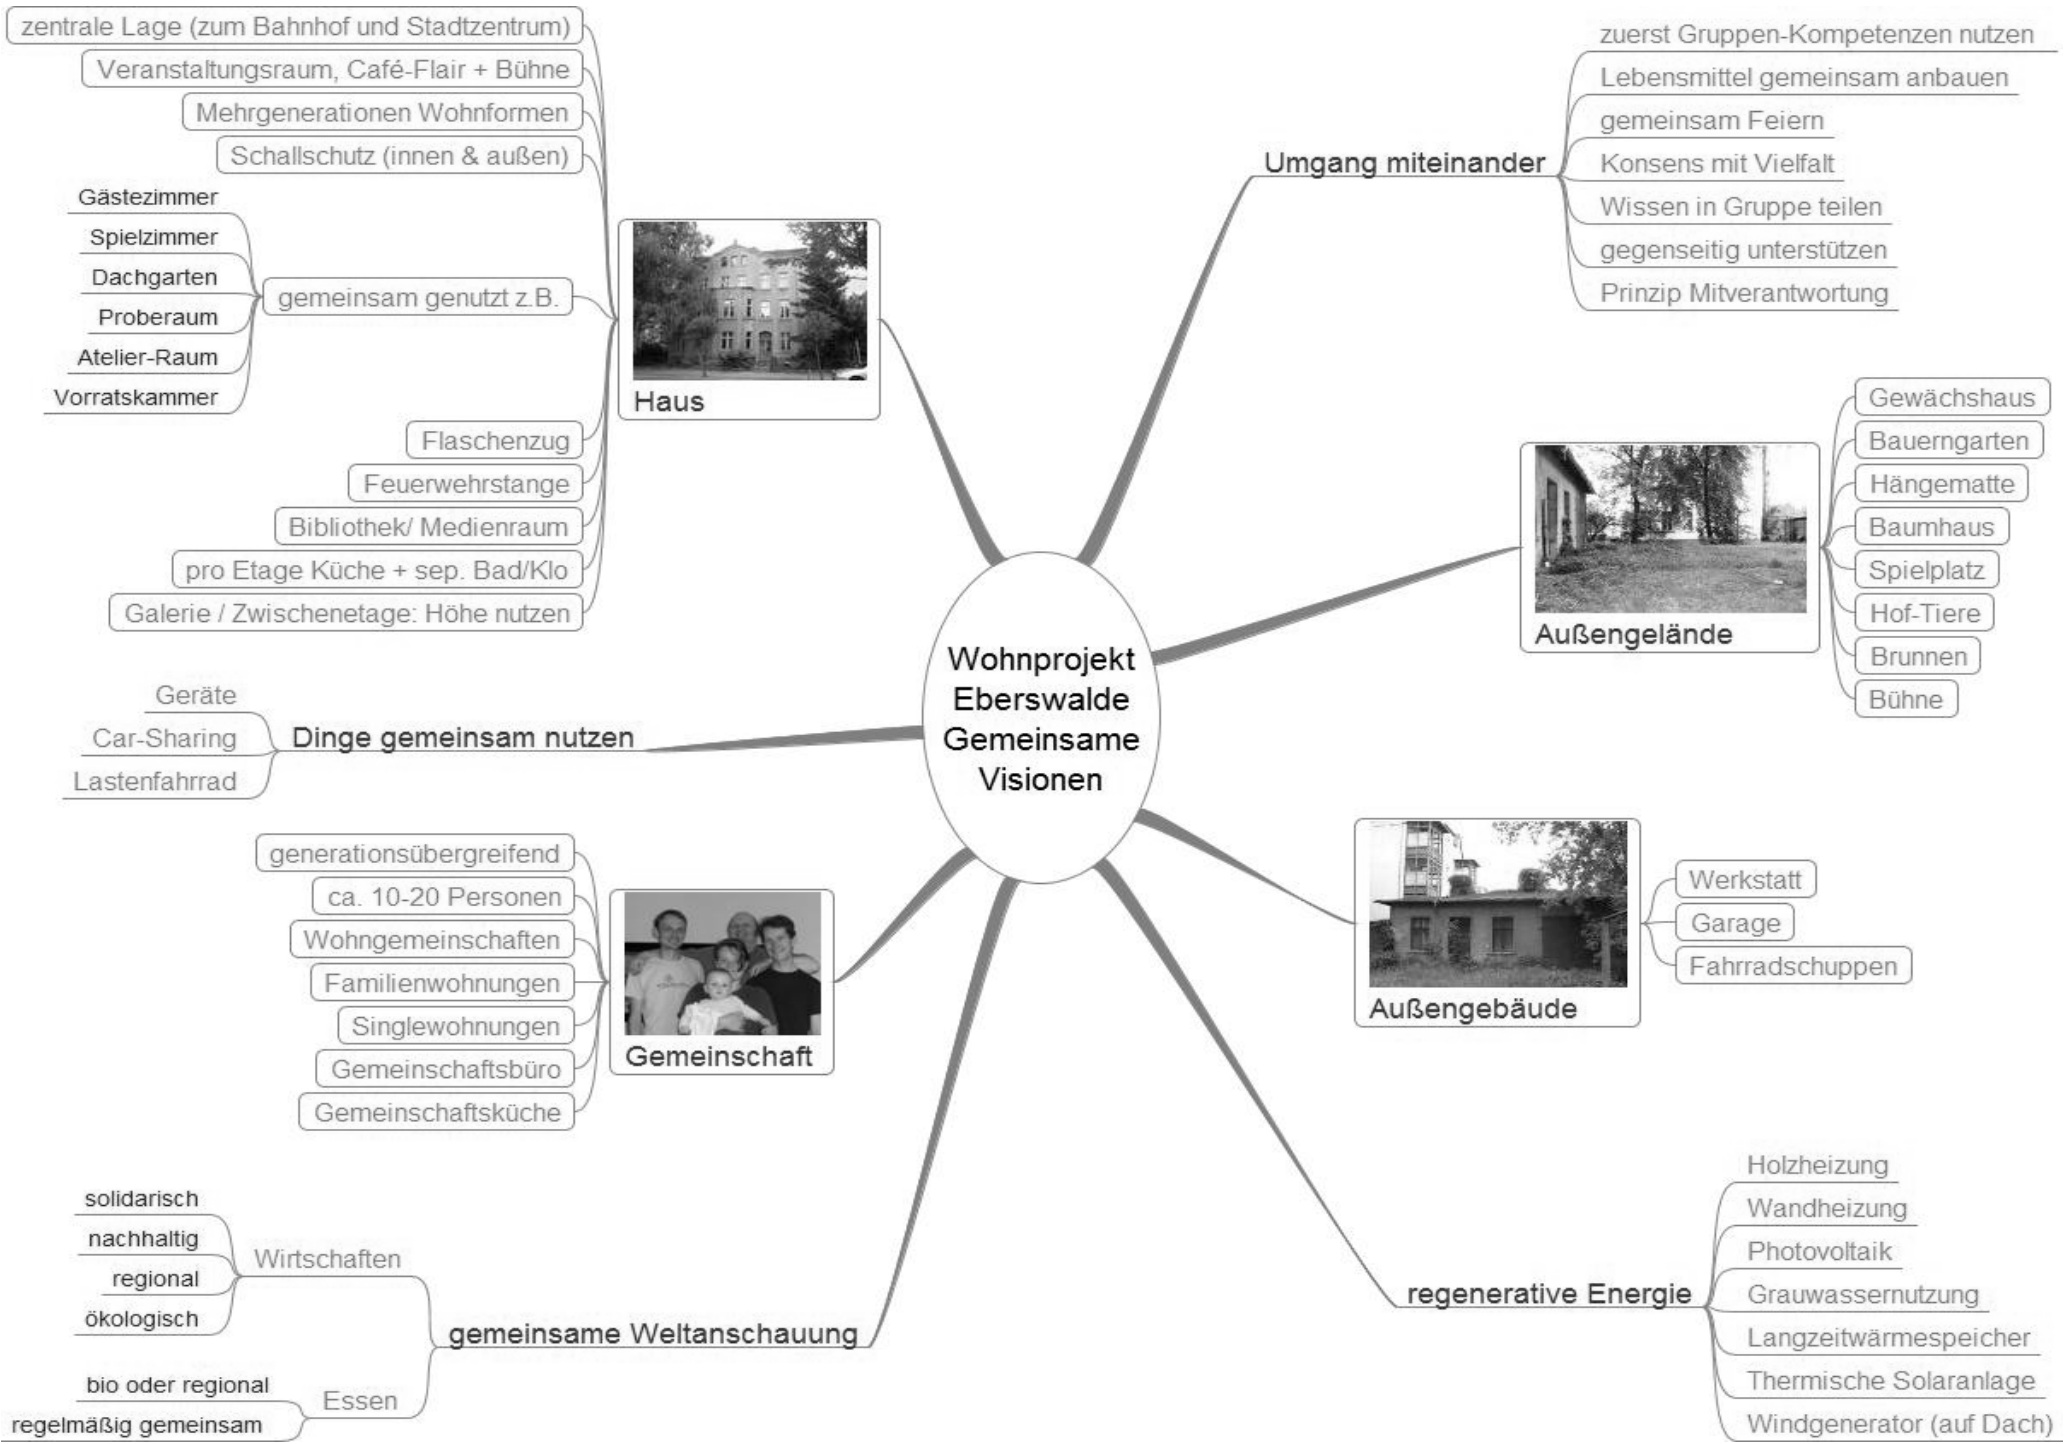 zentrale Lage (zum Bahnhof und Stadtzentrum)
Veranstaltungsraum, Café-Flair + Bühne
Mehrgenerationen Wohnformen
Schallschutz (innen & außen)
Gästezimmer
Spielzimmer
Dachgarten
Proberaum
Atelier-Raum
Vorratskammer
gemeinsam genutzt z.B.
Flaschenzug
Feuerwehrstange
Bibliothek/ Medienraum
pro Etage Küche + sep. Bad/Klo
Galerie / Zwischenetage: Höhe nutzen
Haus
Geräte
Car-Sharing
Lastenfahrrad
Dinge gemeinsam nutzen
generationsübergreifend
ca. 10-20 Personen
Wohngemeinschaften
Familienwohnungen
Singlewohnungen
Gemeinschaftsbüro
Gemeinschaftsküche
Gemeinschaft
solidarisch
nachhaltig
regional
ökologisch
Wirtschaften
bio oder regional
regelmäßig gemeinsam
Essen
gemeinsame Weltanschauung
Wohnprojekt
Eberswalde
Gemeinsame
Visionen
Umgang miteinander
zuerst Gruppen-Kompetenzen nutzen
Lebensmittel gemeinsam anbauen
gemeinsam Feiern
Konsens mit Vielfalt
Wissen in Gruppe teilen
gegenseitig unterstützen
Prinzip Mitverantwortung
Außengelände
Gewächshaus
Bauerngarten
Hängematte
Baumhaus
Spielplatz
Hof-Tiere
Brunnen
Bühne
Außengebäude
Werkstatt
Garage
Fahrradschuppen
regenerative Energie
Holzheizung
Wandheizung
Photovoltaik
Grauwassernutzung
Langzeitwärmespeicher
Thermische Solaranlage
Windgenerator (auf Dach)